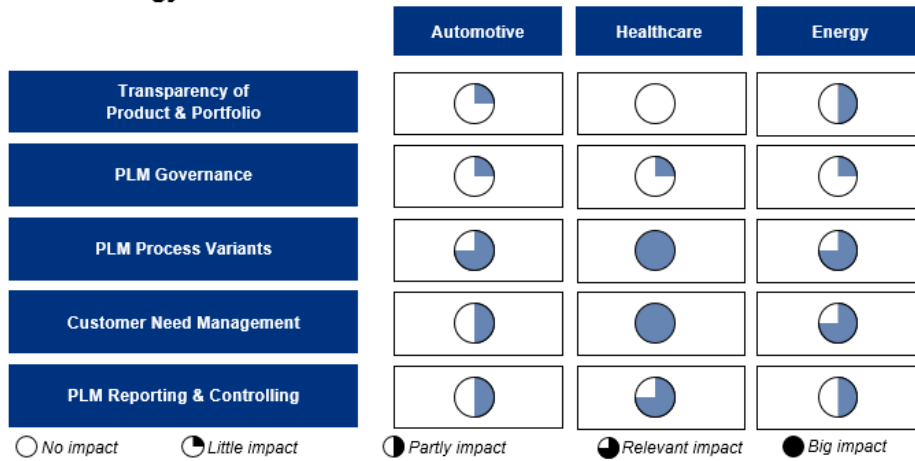 Automotive Healthcare Energy
Transparency of
Product & Portfolio
PLM Governance
PLM Process Variants
Customer Need Management
PLM Reporting & Controlling
No impact Little impact Partly impact Relevant impact Big impact